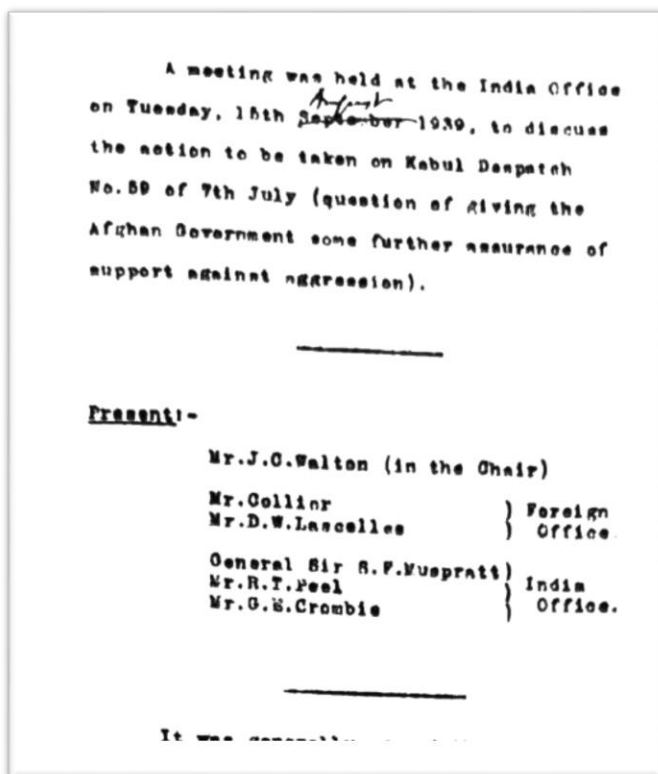 A meeting was held at the India Office
August
on Tuesday, 15th September 1939, to discuss
the action to be taken on Kabul Despatch
No.59 of 7th July (question of giving the
Afghan Government some further assurance of
support against aggression).
Present:-
Mr.J.C.Walton (in the Chair)
Mr.Collier ) Foreign
Mr.D.W.Lascelles ) Office.
General Sir S.F.Muspratt)
Mr.R.T.Peel ) India
Mr.G.E.Crombie ) Office.
It was generally